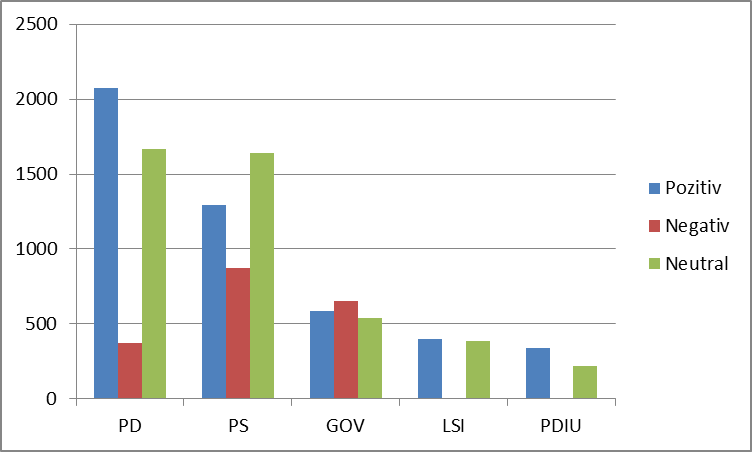 2500
2000
1500
1000
500
0
PD PS GOV LSI PDIU
Pozitiv
Negativ
Neutral